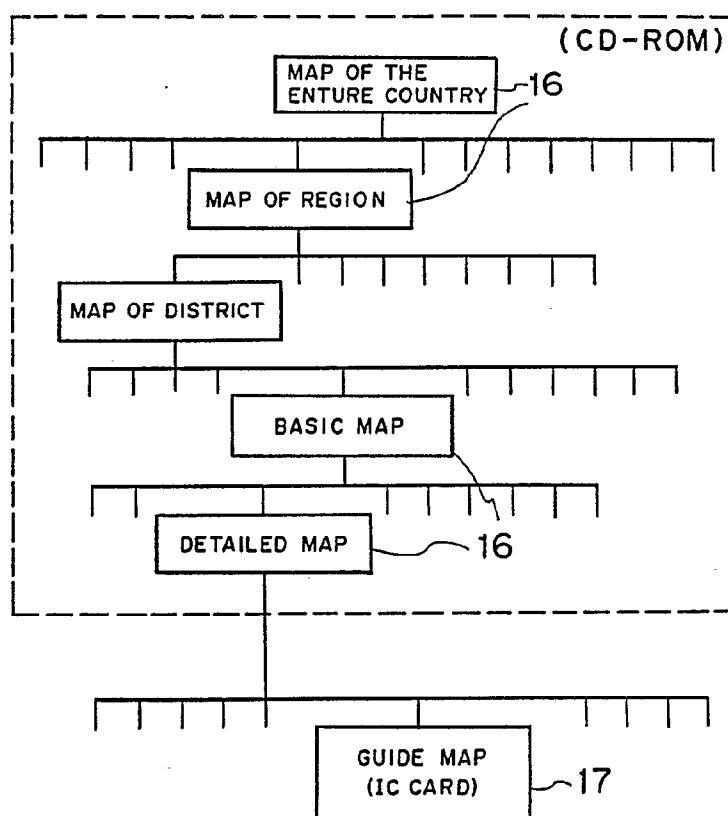 (CD-ROM)
MAP OF THE
ENTURE COUNTRY
16
MAP OF REGION
MAP OF DISTRICT
BASIC MAP
DETAILED MAP
16
GUIDE MAP
(IC CARD)
17